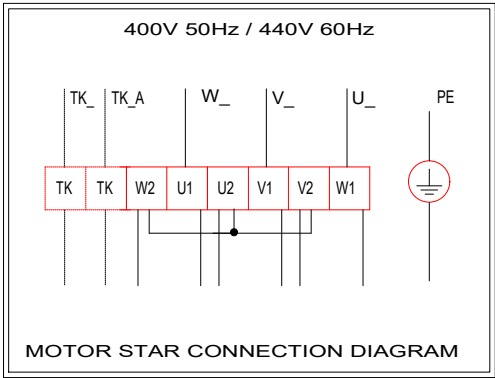 400V 50Hz / 440V 60Hz
TK_ TK_A W_ V_ U_ PE
TK TK W2 U1 U2 V1 V2 W1
MOTOR STAR CONNECTION DIAGRAM